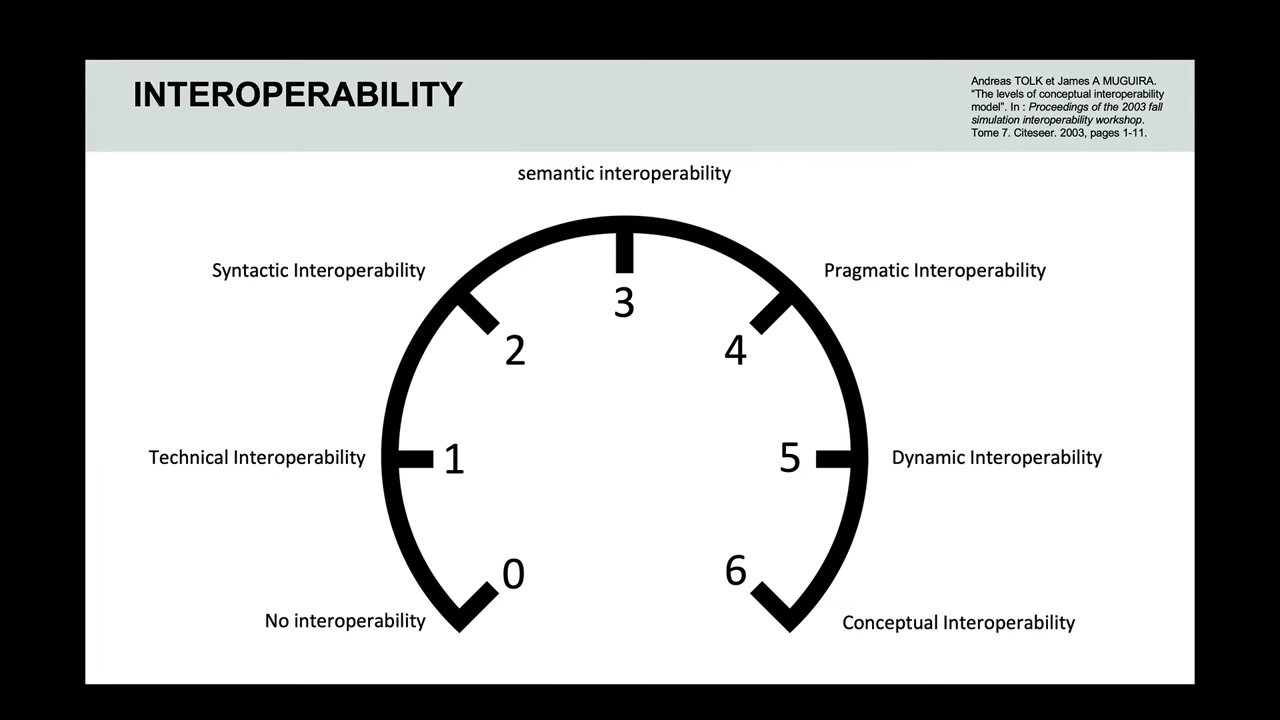 INTEROPERABILITY
Andreas TOLK et James A MUGUIRA.
“The levels of conceptual interoperability
model”. In : Proceedings of the 2003 fall
simulation interoperability workshop.
Tome 7. Citeseer. 2003, pages 1-11.
semantic interoperability
Syntactic Interoperability
Pragmatic Interoperability
3
2
4
Technical Interoperability
1
5
Dynamic Interoperability
0
6
No interoperability
Conceptual Interoperability